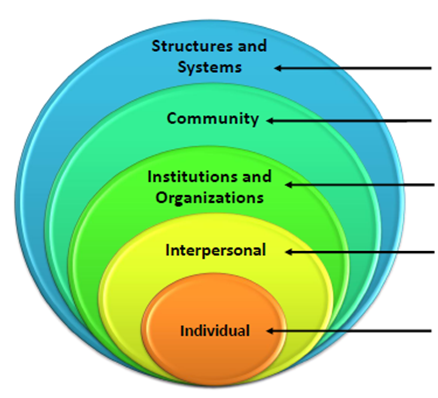 Structures and
Systems
Community
Institutions and
Organizations
Interpersonal
Individual